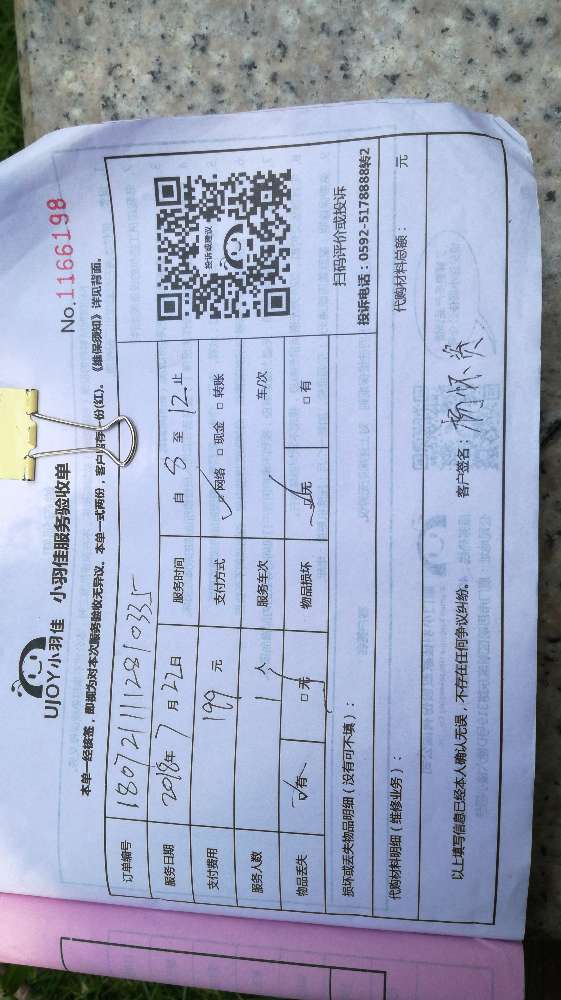 UJOY小羽佳 小羽佳服务验收单
No.1166198
本单一经核签，即视为对本次服务验收无异议。本单一式两份，客户留存一份(红)。《维保须知》详见背面。
订单编号 1807211112810335
服务日期 2018年 7月 22日 服务时间 自 8 至 12 止
支付费用 199 元 支付方式 ☑网络 □现金 □转账
服务人数 1 人 服务车次 车/次
物品丢失 □有 □无 物品损坏 □无 □有
投诉或建议
扫码评价或投诉
投诉电话：0592-5178888转2
损坏或丢失物品明细（没有可不填）：
代购材料明细（维修业务）： 代购材料总额： 元
以上填写信息已经本人确认无误，不存在任何争议纠纷。 客户签名：